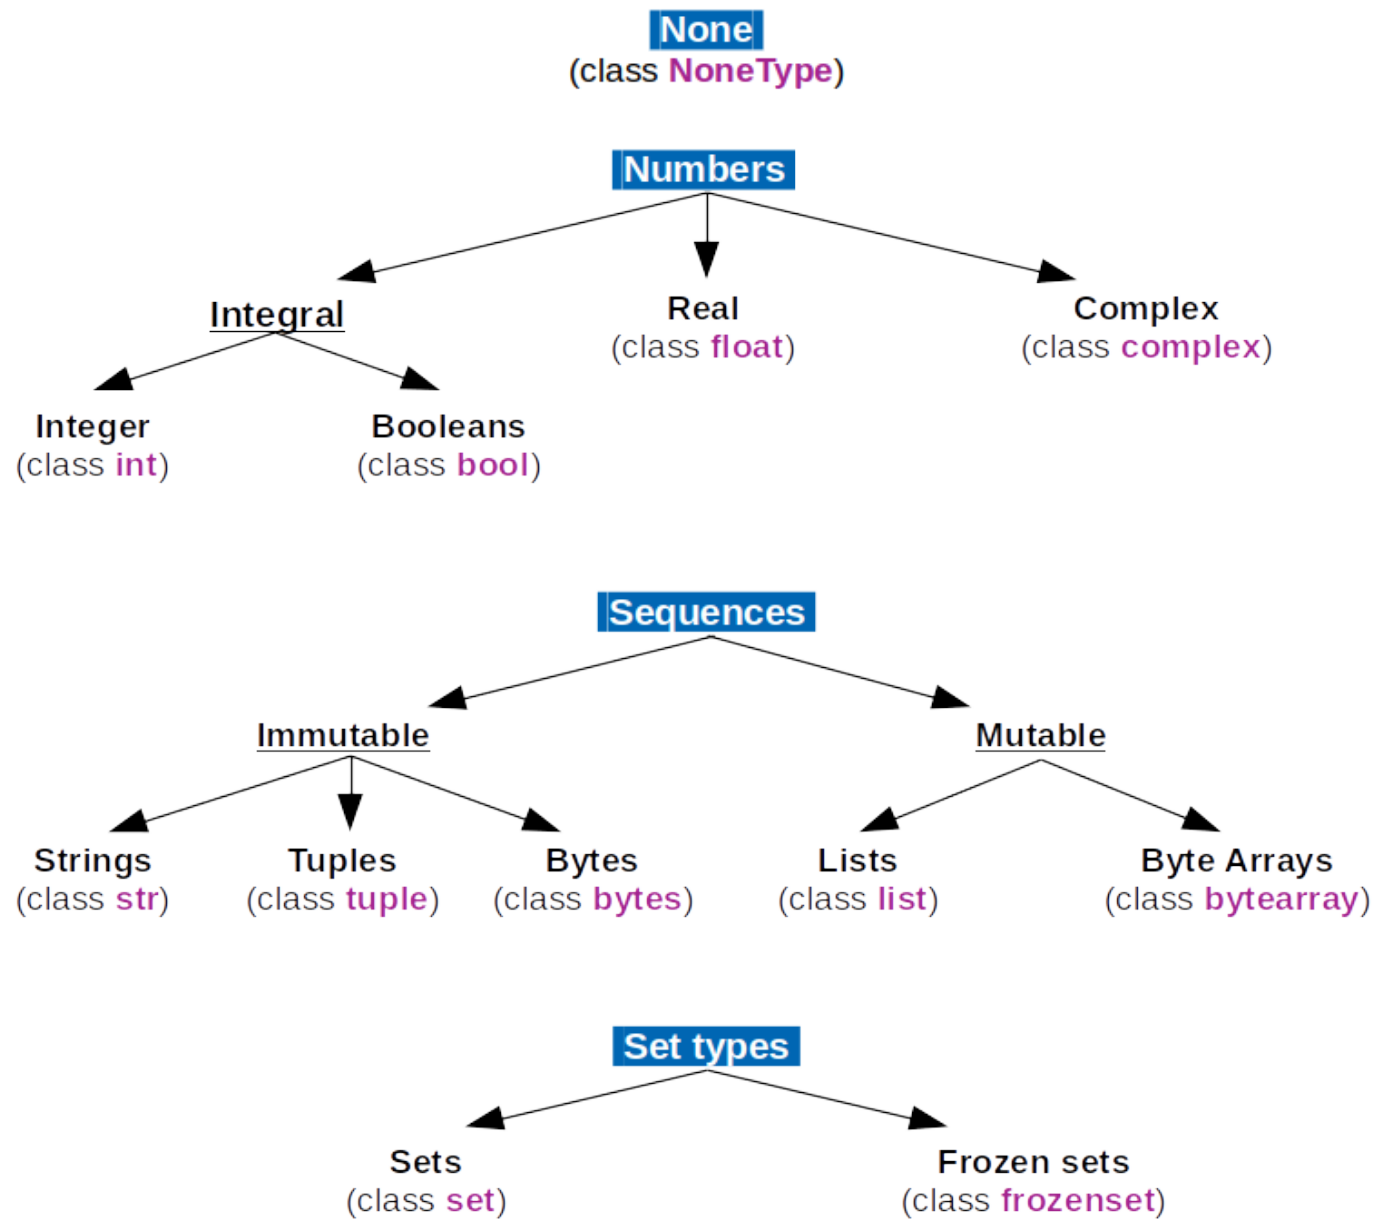 None
(class NoneType)
Numbers
Integral
Real
(class float)
Complex
(class complex)
Integer
(class int)
Booleans
(class bool)
Sequences
Immutable
Mutable
Strings
(class str)
Tuples
(class tuple)
Bytes
(class bytes)
Lists
(class list)
Byte Arrays
(class bytearray)
Set types
Sets
(class set)
Frozen sets
(class frozenset)